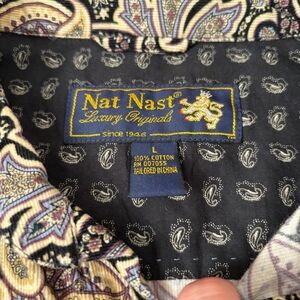 Nat Nast®
Luxury Originals
SINCE 1946
L
100% COTTON
RN 007055
TAILORED IN CHINA